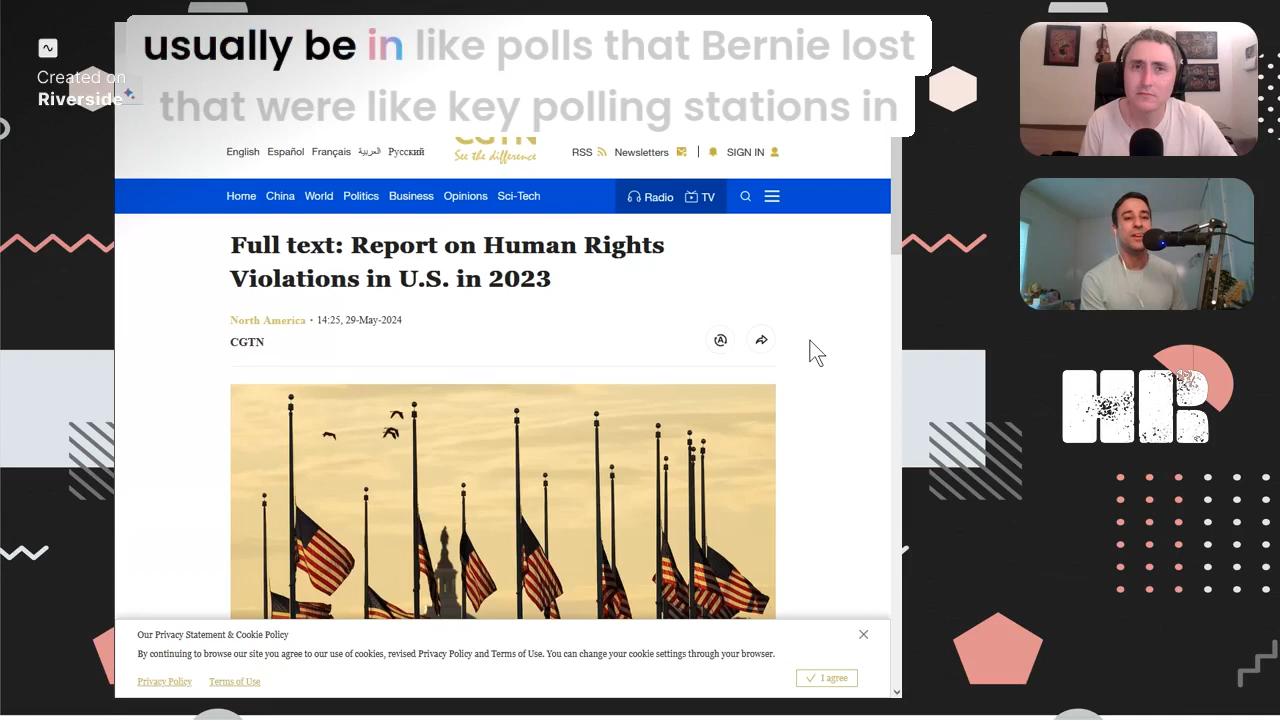 usually be in like polls that Bernie lost
that were like key polling stations in
Created on
Riverside
CGTN
See the difference
English Español Français العربية Русский
RSS Newsletters SIGN IN
Home China World Politics Business Opinions Sci-Tech
Radio TV
Full text: Report on Human Rights
Violations in U.S. in 2023
North America • 14:25, 29-May-2024
CGTN
HR
Our Privacy Statement & Cookie Policy
By continuing to browse our site you agree to our use of cookies, revised Privacy Policy and Terms of Use. You can change your cookie settings through your browser.
I agree
Privacy Policy Terms of Use